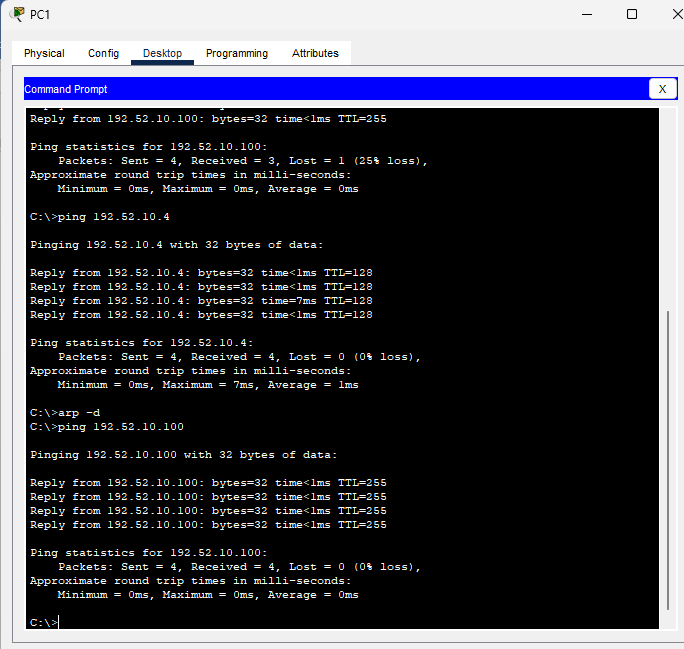 PC1
Physical Config Desktop Programming Attributes
Command Prompt X
Reply from 192.52.10.100: bytes=32 time<1ms TTL=255
Ping statistics for 192.52.10.100:
Packets: Sent = 4, Received = 3, Lost = 1 (25% loss),
Approximate round trip times in milli-seconds:
Minimum = 0ms, Maximum = 0ms, Average = 0ms
C:\>ping 192.52.10.4
Pinging 192.52.10.4 with 32 bytes of data:
Reply from 192.52.10.4: bytes=32 time<1ms TTL=128
Reply from 192.52.10.4: bytes=32 time<1ms TTL=128
Reply from 192.52.10.4: bytes=32 time=7ms TTL=128
Reply from 192.52.10.4: bytes=32 time<1ms TTL=128
Ping statistics for 192.52.10.4:
Packets: Sent = 4, Received = 4, Lost = 0 (0% loss),
Approximate round trip times in milli-seconds:
Minimum = 0ms, Maximum = 7ms, Average = 1ms
C:\>arp -d
C:\>ping 192.52.10.100
Pinging 192.52.10.100 with 32 bytes of data:
Reply from 192.52.10.100: bytes=32 time<1ms TTL=255
Reply from 192.52.10.100: bytes=32 time<1ms TTL=255
Reply from 192.52.10.100: bytes=32 time<1ms TTL=255
Reply from 192.52.10.100: bytes=32 time<1ms TTL=255
Ping statistics for 192.52.10.100:
Packets: Sent = 4, Received = 4, Lost = 0 (0% loss),
Approximate round trip times in milli-seconds:
Minimum = 0ms, Maximum = 0ms, Average = 0ms
C:\>